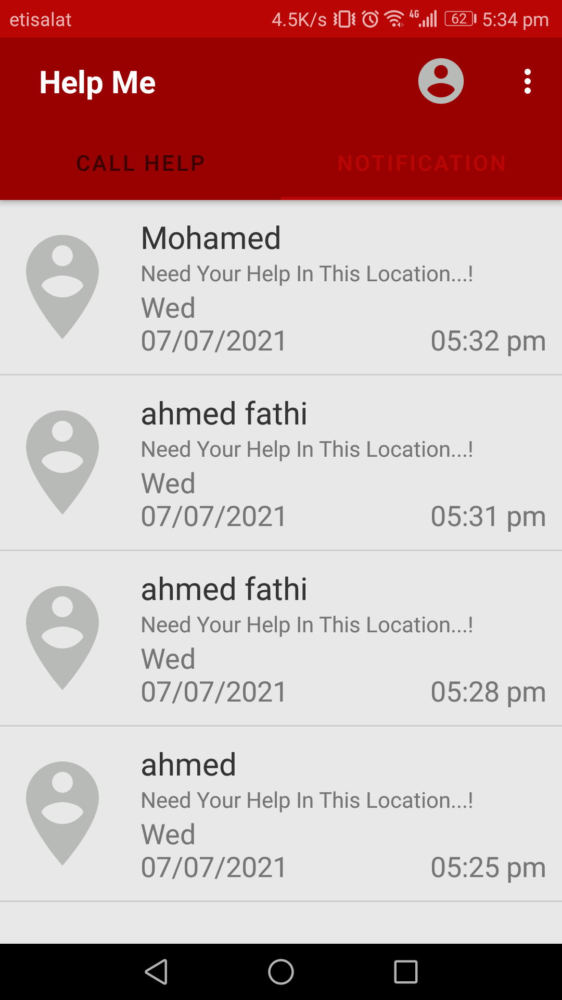 etisalat 4.5K/s 4G 62 5:34 pm
Help Me
CALL HELP NOTIFICATION
Mohamed
Need Your Help In This Location...!
Wed
07/07/2021 05:32 pm
ahmed fathi
Need Your Help In This Location...!
Wed
07/07/2021 05:31 pm
ahmed fathi
Need Your Help In This Location...!
Wed
07/07/2021 05:28 pm
ahmed
Need Your Help In This Location...!
Wed
07/07/2021 05:25 pm